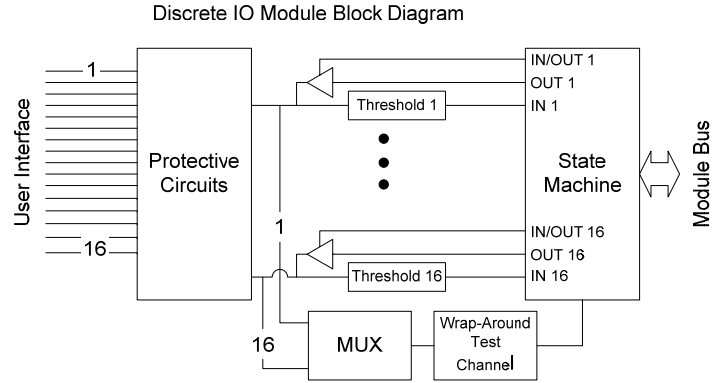 Discrete IO Module Block Diagram
User Interface
1
16
Protective
Circuits
IN/OUT 1
OUT 1
Threshold 1
IN 1
State
Machine
Module Bus
1
IN/OUT 16
OUT 16
Threshold 16
IN 16
16
MUX
Wrap-Around
Test
Channel